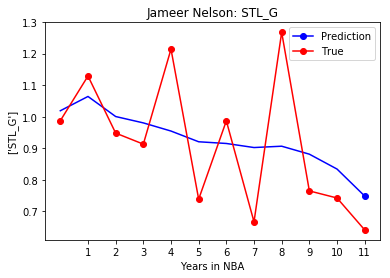 Jameer Nelson: STL_G
Prediction
True
['STL_G']
1.3
1.2
1.1
1.0
0.9
0.8
0.7
1 2 3 4 5 6 7 8 9 10 11
Years in NBA